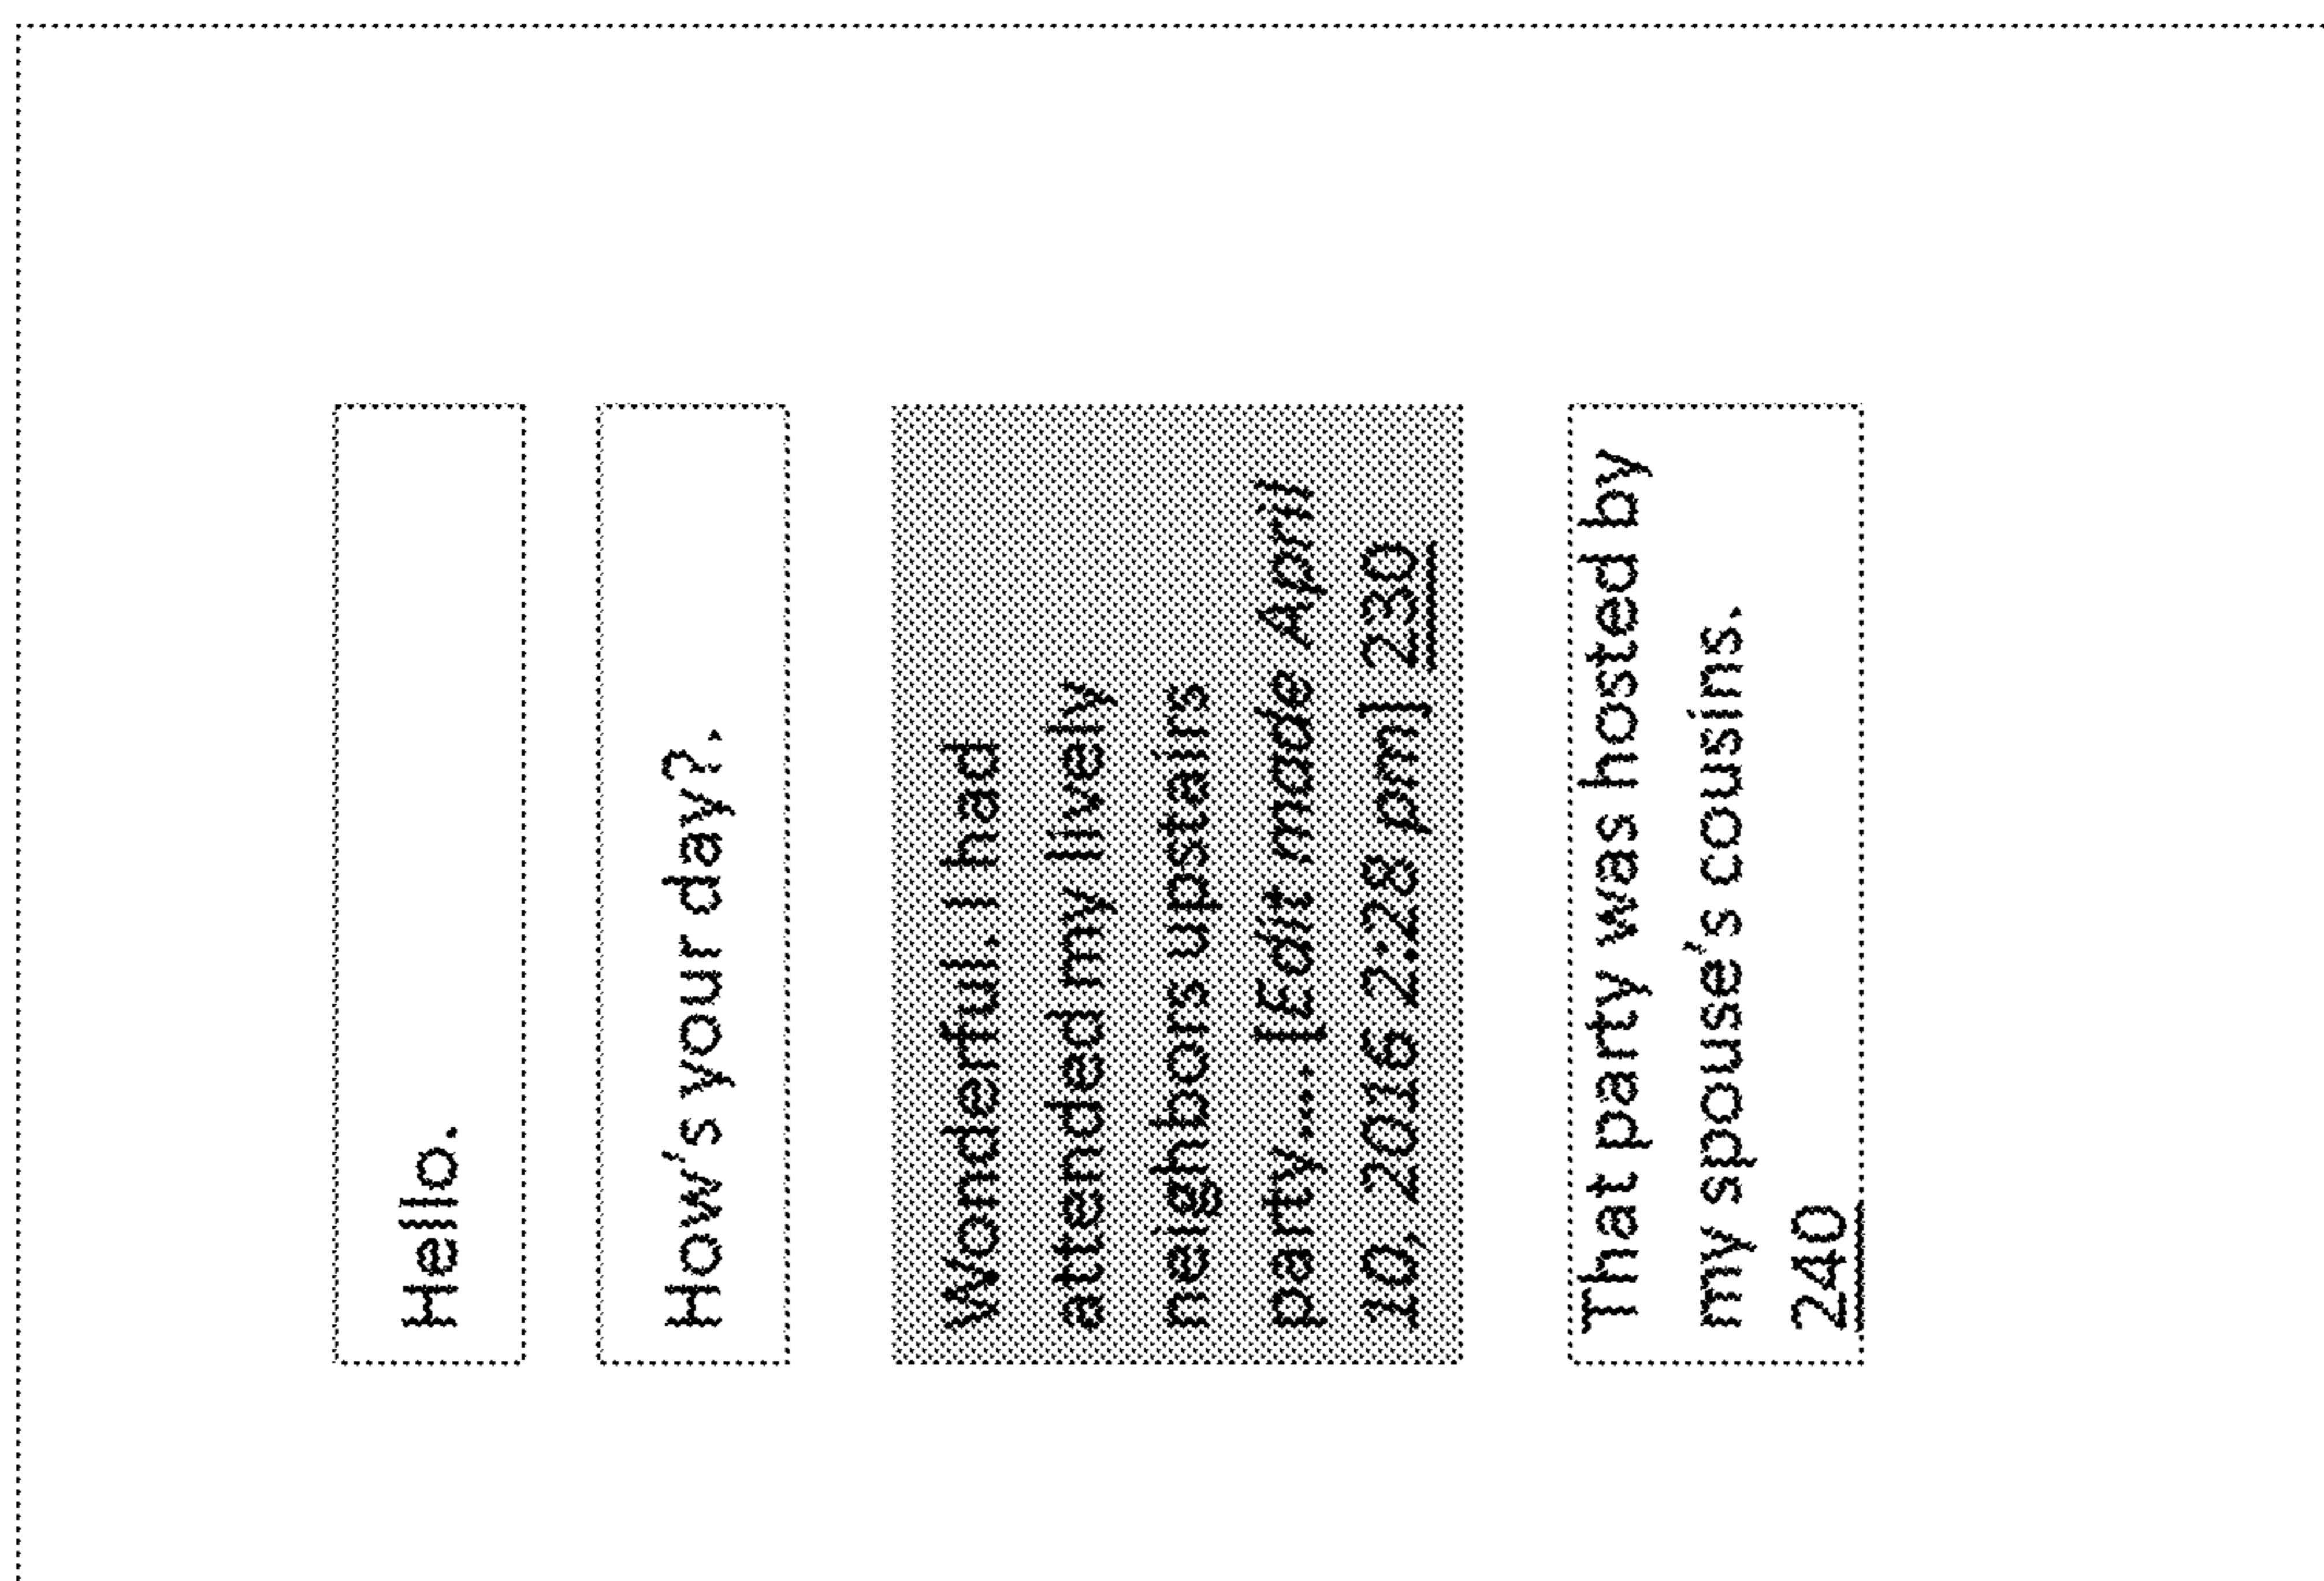 Hello.
How's your day?.
Wonderful. I had
attended my lively
neighbors upstairs
party.... [Edit made April
10, 2016 2:28 pm] 230
That party was hosted by
my spouse's cousins.
240